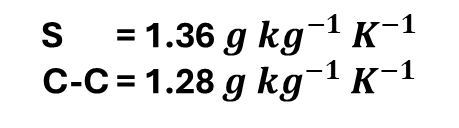 S = 1.36 g kg⁻¹ K⁻¹
C-C = 1.28 g kg⁻¹ K⁻¹